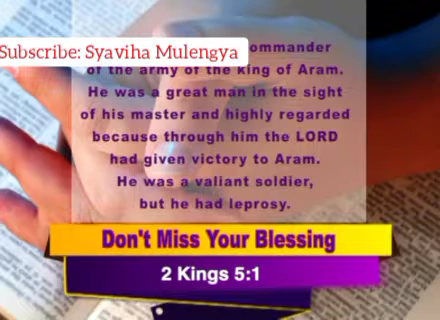 Subscribe: Syaviha Mulengya
ommander
of the army of the king of Aram.
He was a great man in the sight
of his master and highly regarded
because through him the LORD
had given victory to Aram.
He was a valiant soldier,
but he had leprosy.
Don't Miss Your Blessing
2 Kings 5:1